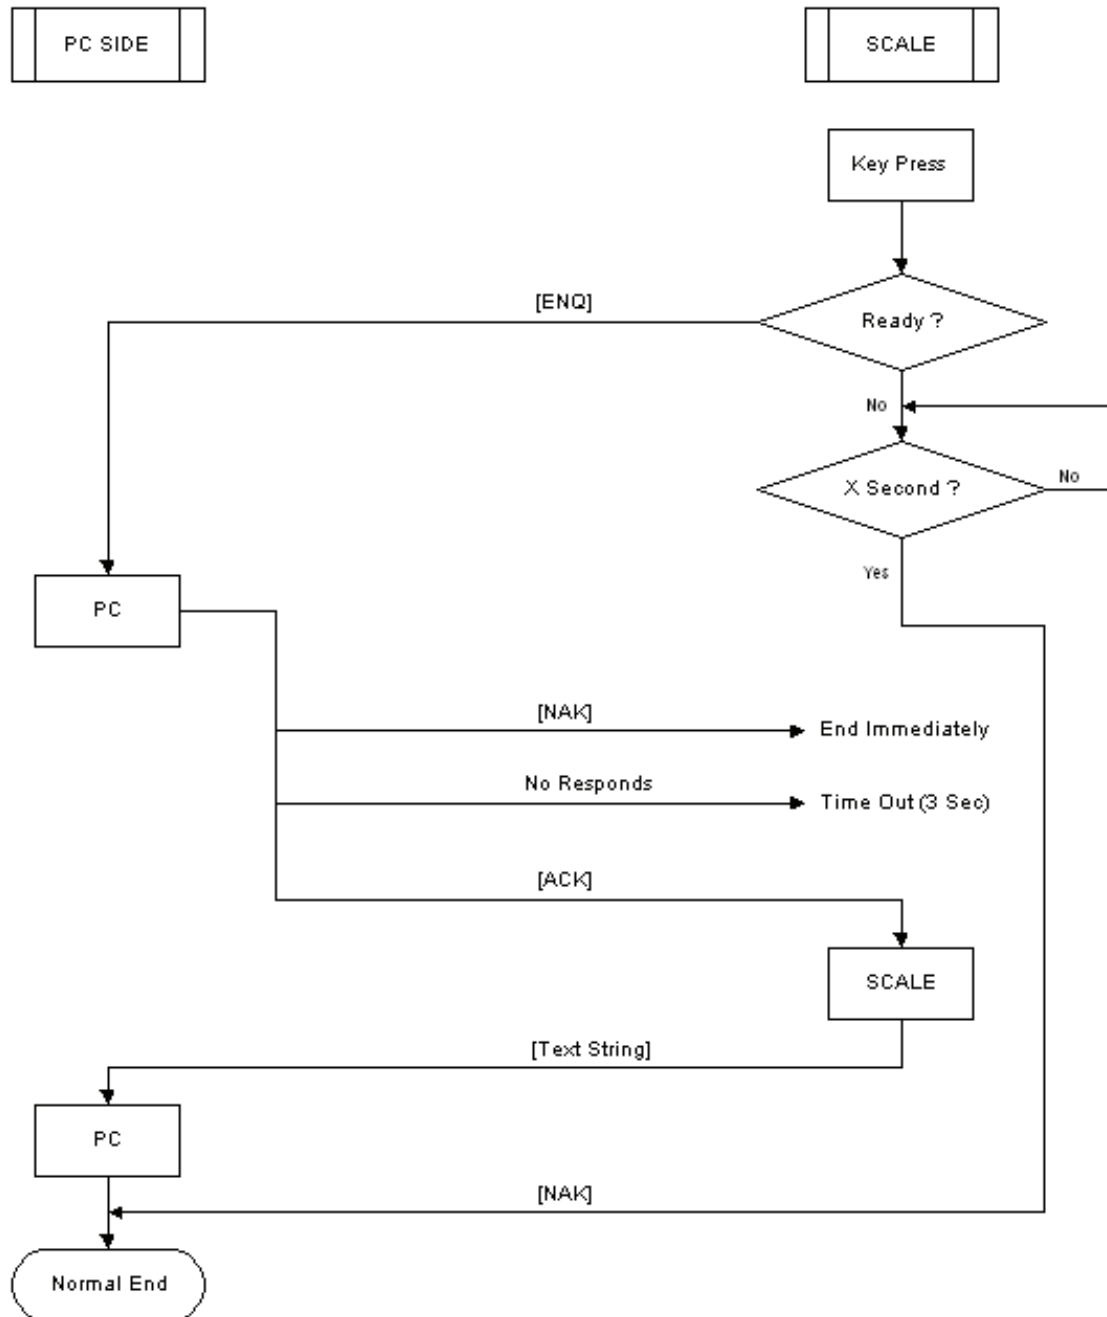 PC SIDE
SCALE
Key Press
[ENQ]
Ready ?
No
X Second ?
No
Yes
PC
[NAK]
End Immediately
No Responds
Time Out (3 Sec)
[ACK]
SCALE
[Text String]
PC
[NAK]
Normal End